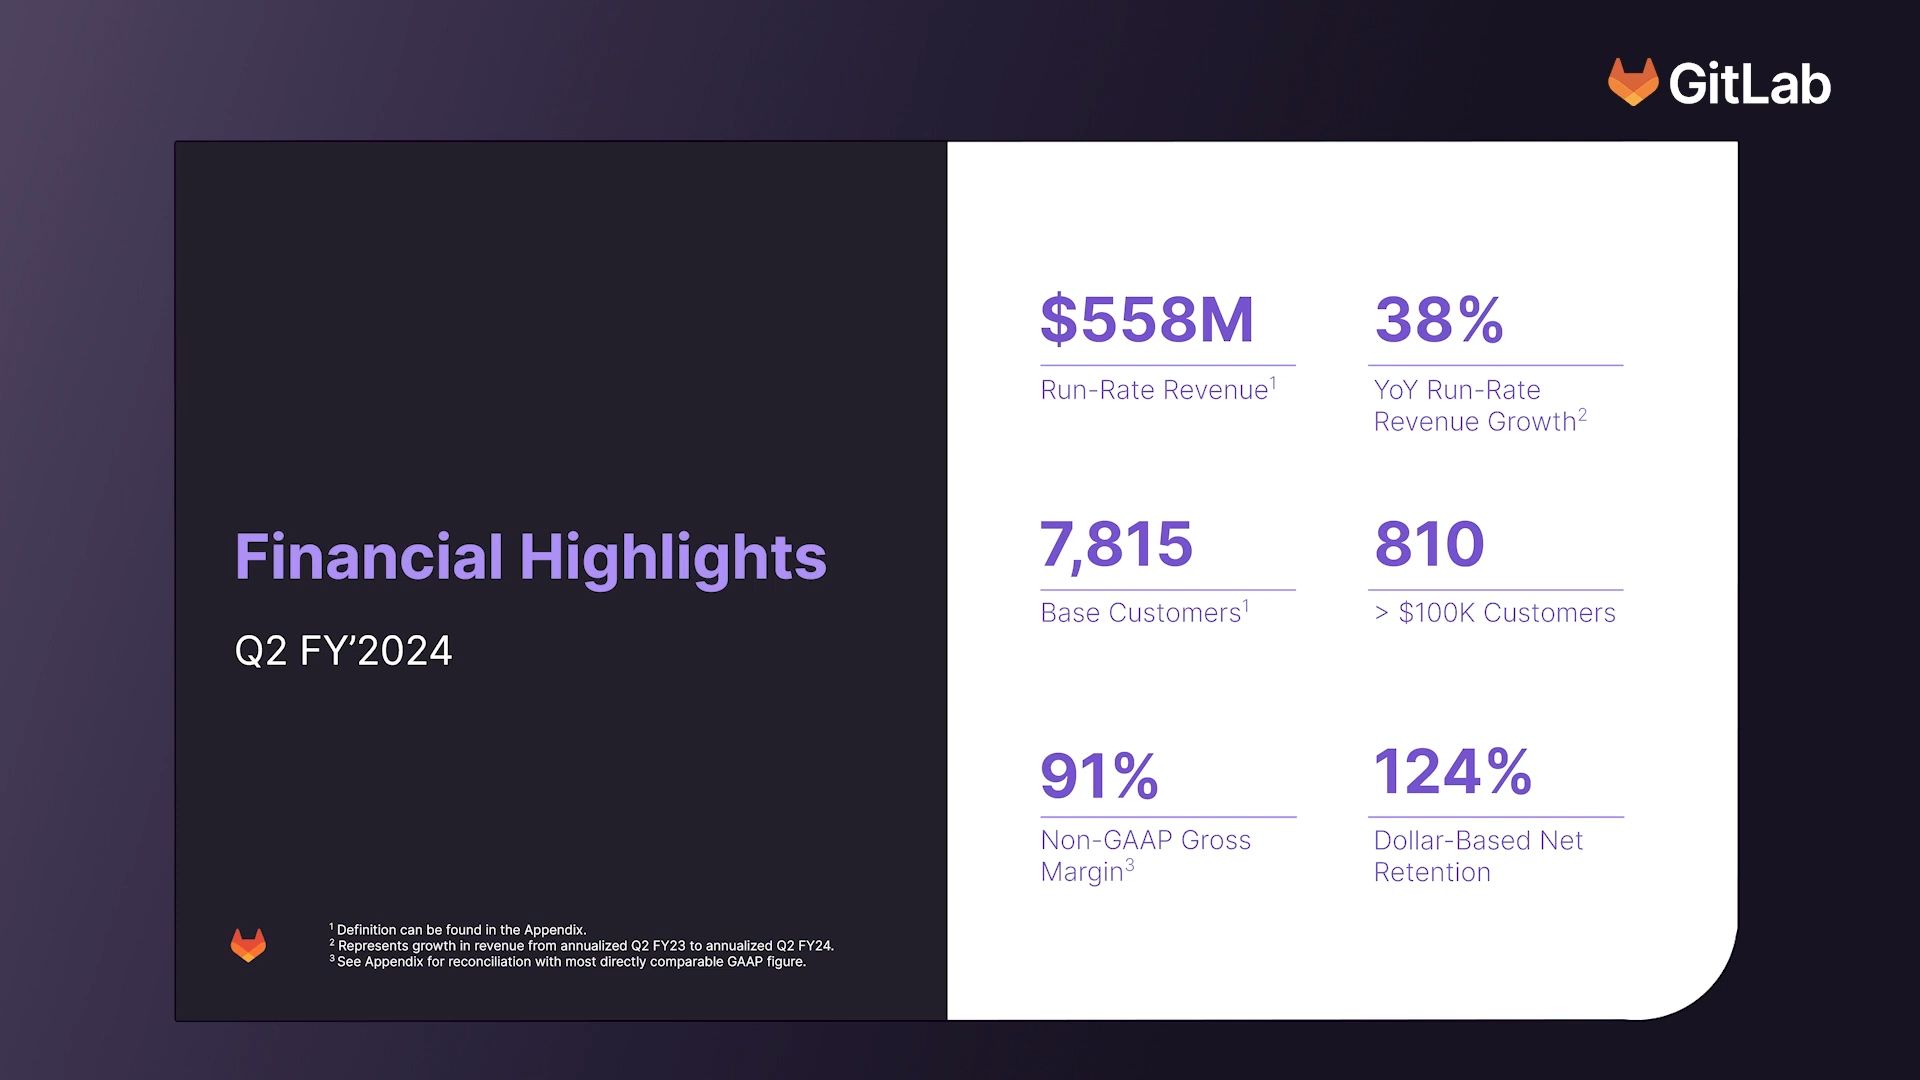 GitLab
Financial Highlights
Q2 FY’2024
¹ Definition can be found in the Appendix.
² Represents growth in revenue from annualized Q2 FY23 to annualized Q2 FY24.
³ See Appendix for reconciliation with most directly comparable GAAP figure.
$558M
Run-Rate Revenue¹
38%
YoY Run-Rate
Revenue Growth²
7,815
Base Customers¹
810
> $100K Customers
91%
Non-GAAP Gross
Margin³
124%
Dollar-Based Net
Retention